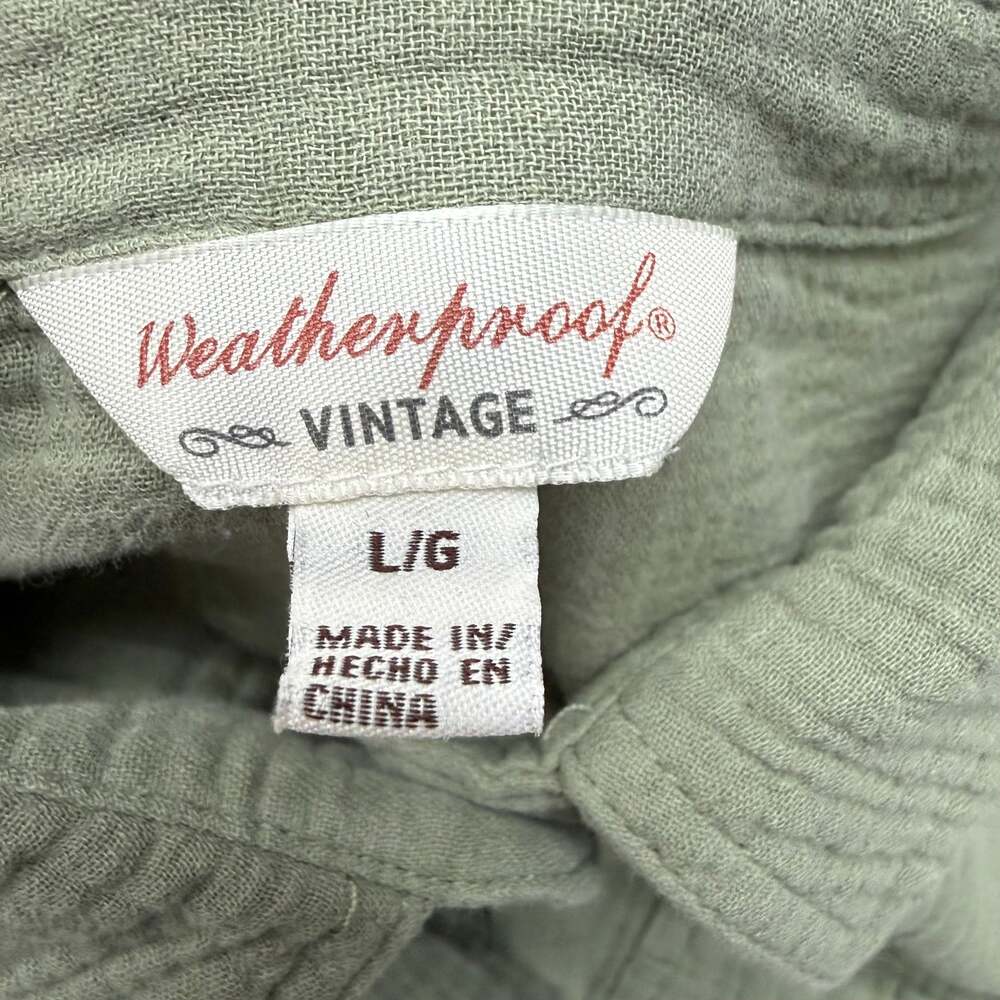 Weatherproof®
VINTAGE
L/G
MADE IN/
HECHO EN
CHINA